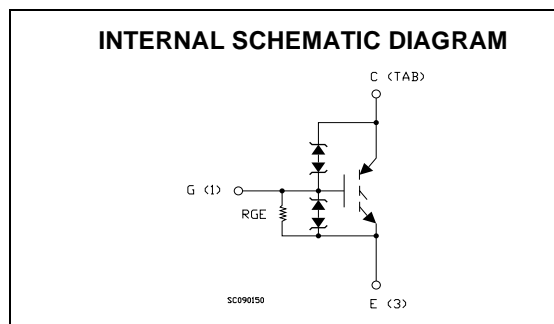 INTERNAL SCHEMATIC DIAGRAM
C (TAB)
G (1)
RGE
SC090150
E (3)